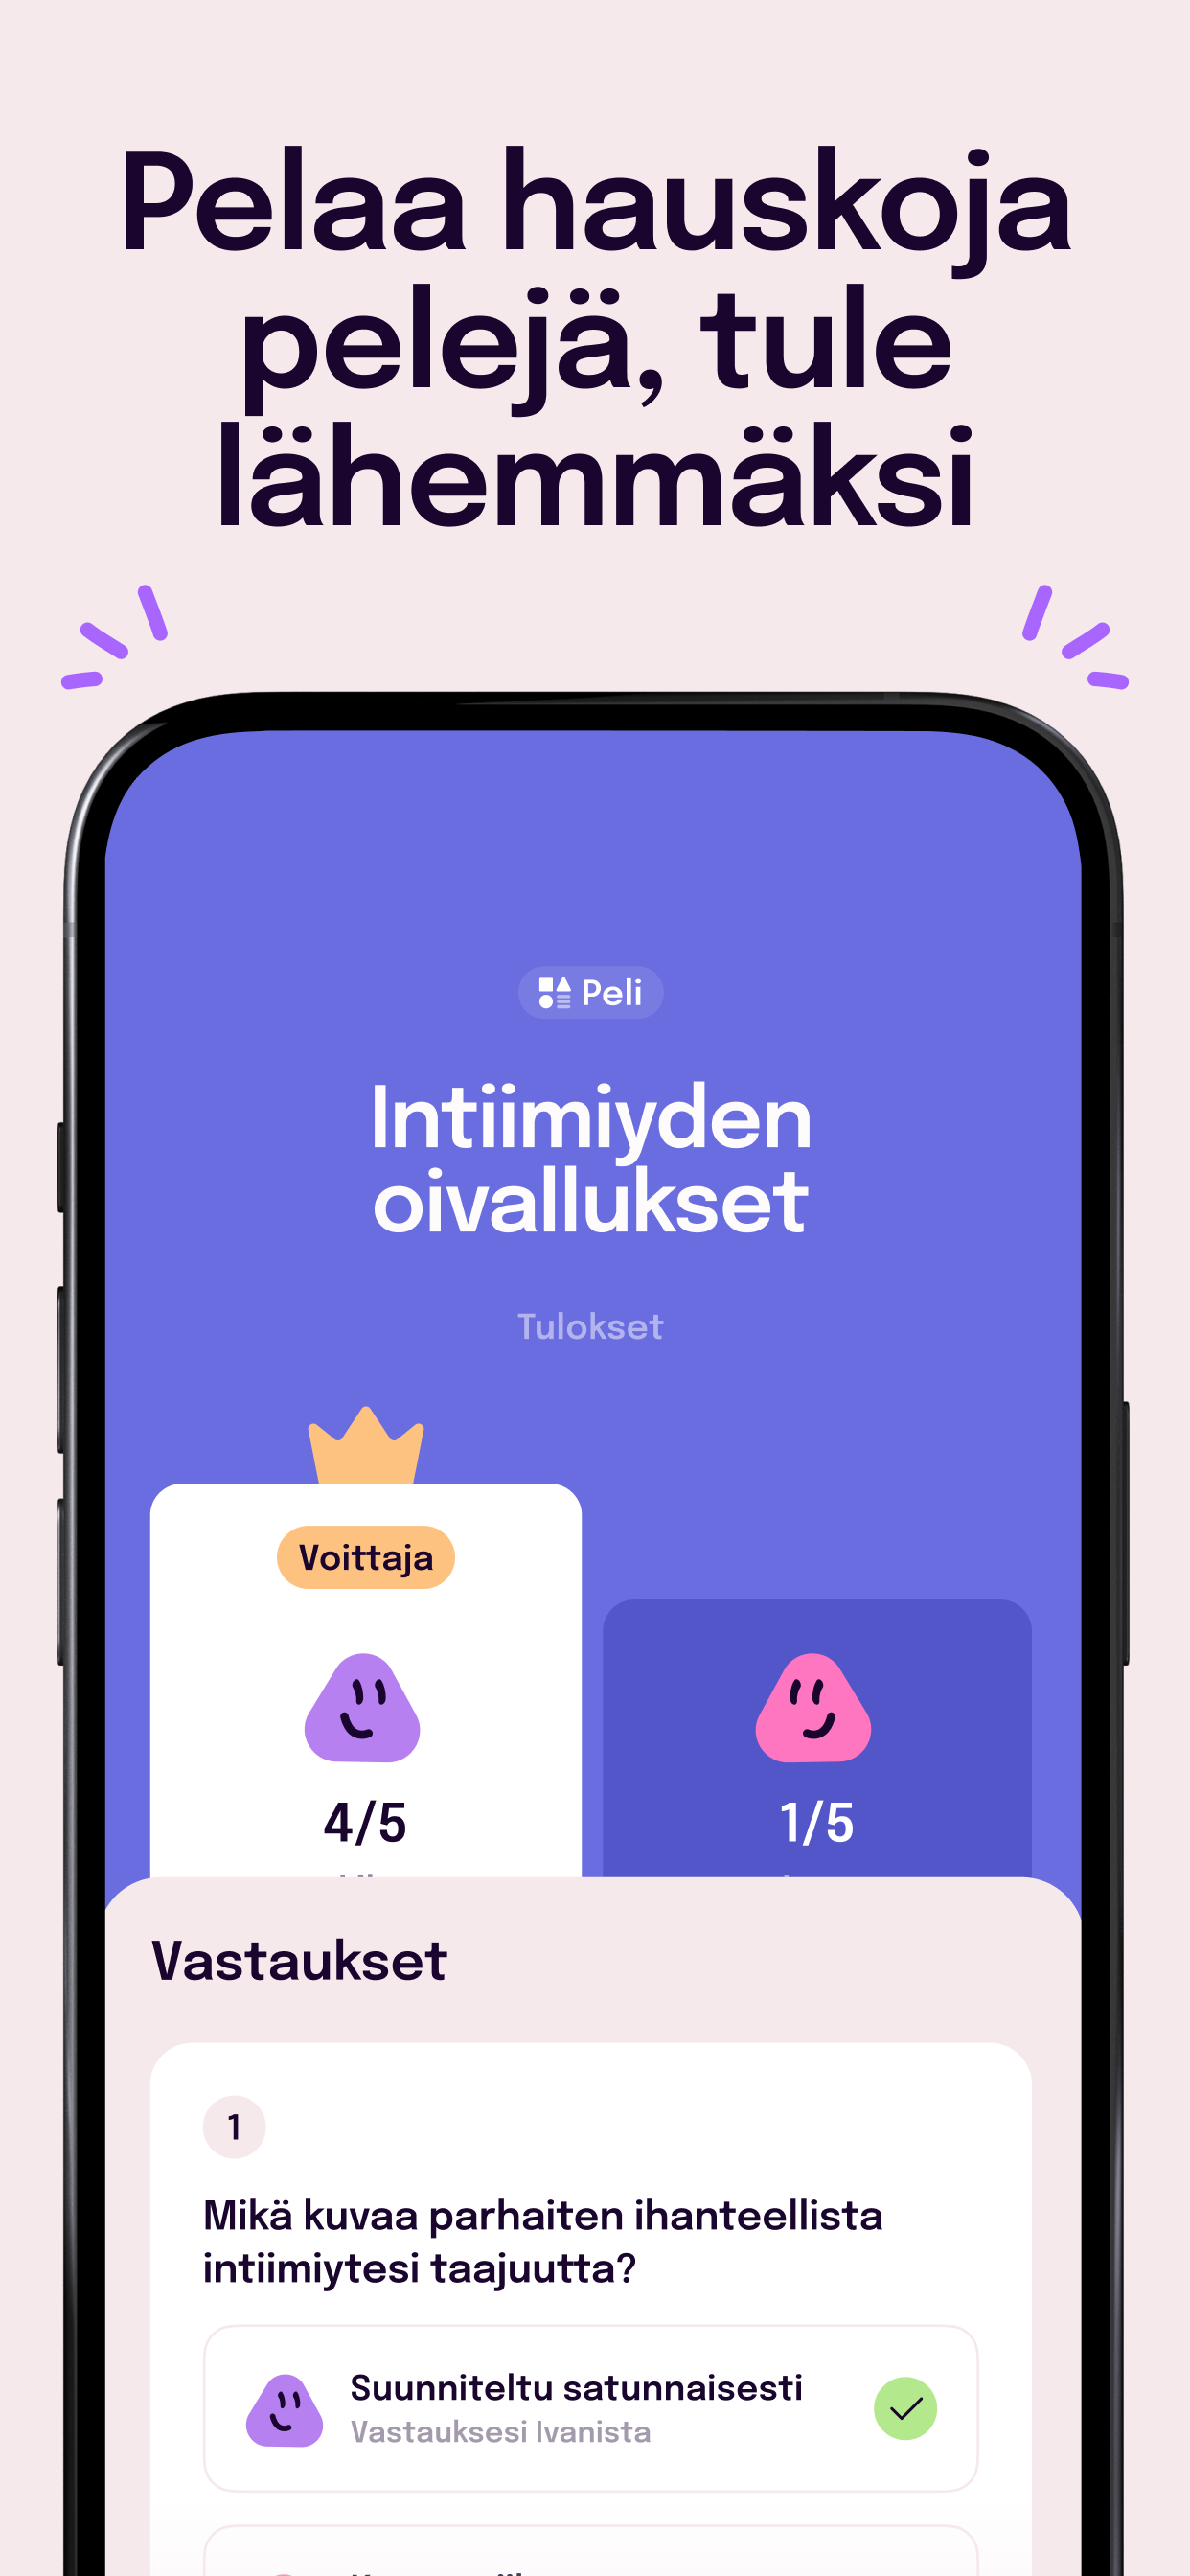 Pelaa hauskoja
pelejä, tule
lähemmäksi
Peli
Intiimiyden
oivallukset
Tulokset
Voittaja
4/5
1/5
Vastaukset
1
Mikä kuvaa parhaiten ihanteellista
intiimiytesi taajuutta?
Suunniteltu satunnaisesti
Vastauksesi Ivanista